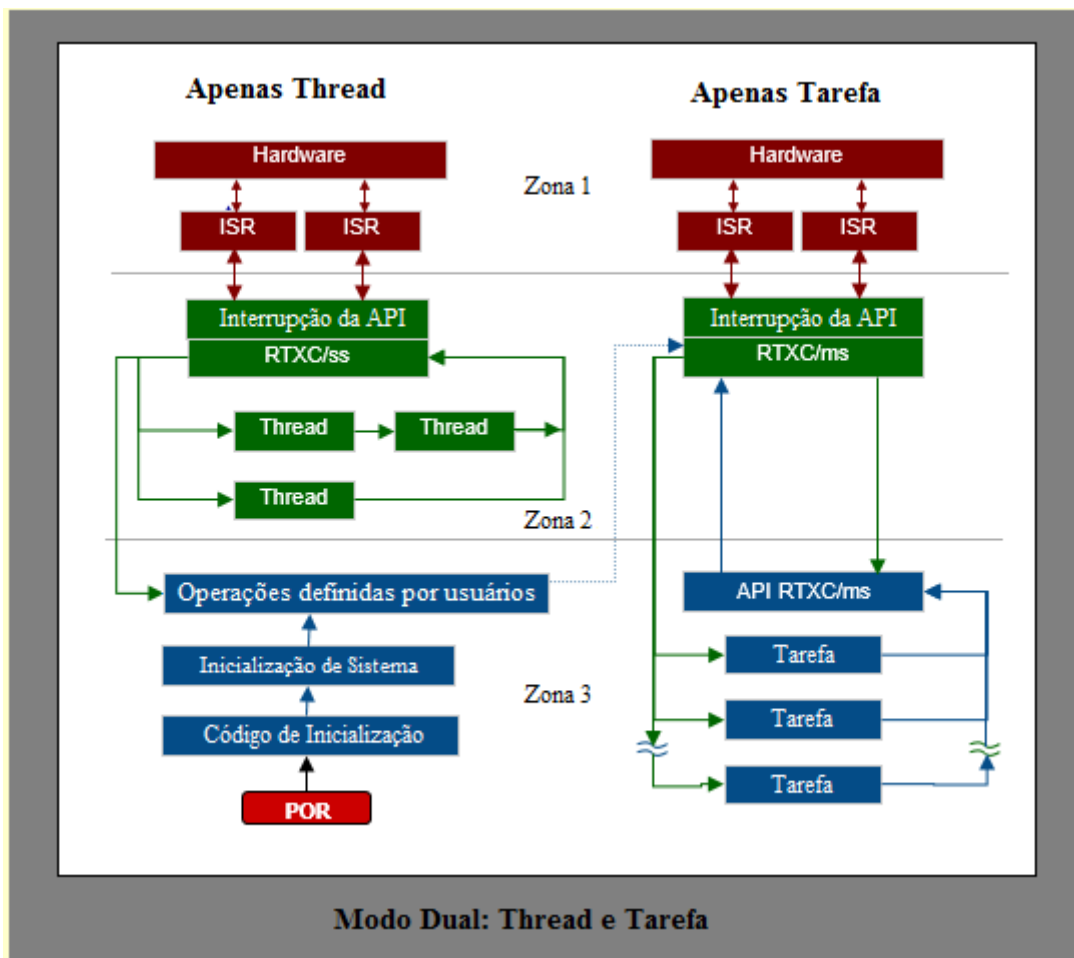 Apenas Thread
Apenas Tarefa
Hardware
Zona 1
Hardware
ISR
ISR
ISR
ISR
Interrupção da API
Interrupção da API
RTXC/ss
RTXC/ms
Thread
Thread
Thread
Zona 2
Operações definidas por usuários
API RTXC/ms
Inicialização de Sistema
Tarefa
Zona 3
Código de Inicialização
Tarefa
Tarefa
POR
Modo Dual: Thread e Tarefa